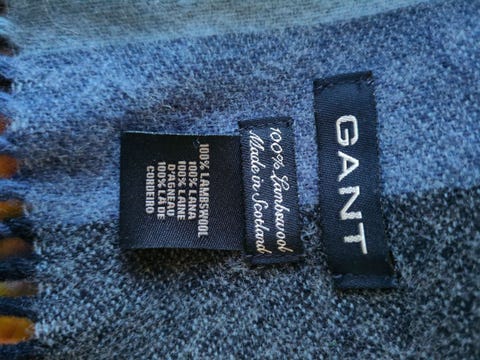 GANT
100% Lambswool
Made in Scotland
100% LAMBSWOOL
100% LANA
100% LAINE
D'AGNEAU
100% LÃ DE
CORDEIRO